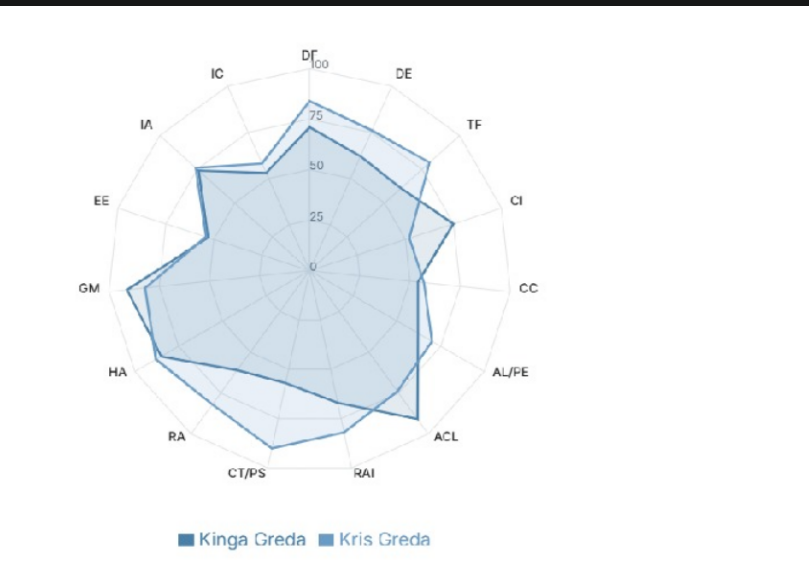 DF
100
IC
DE
75
IA
TF
50
EE
CI
25
0
GM
CC
HA
AL/PE
RA
ACL
CT/PS
RAI
Kinga Greda
Kris Greda